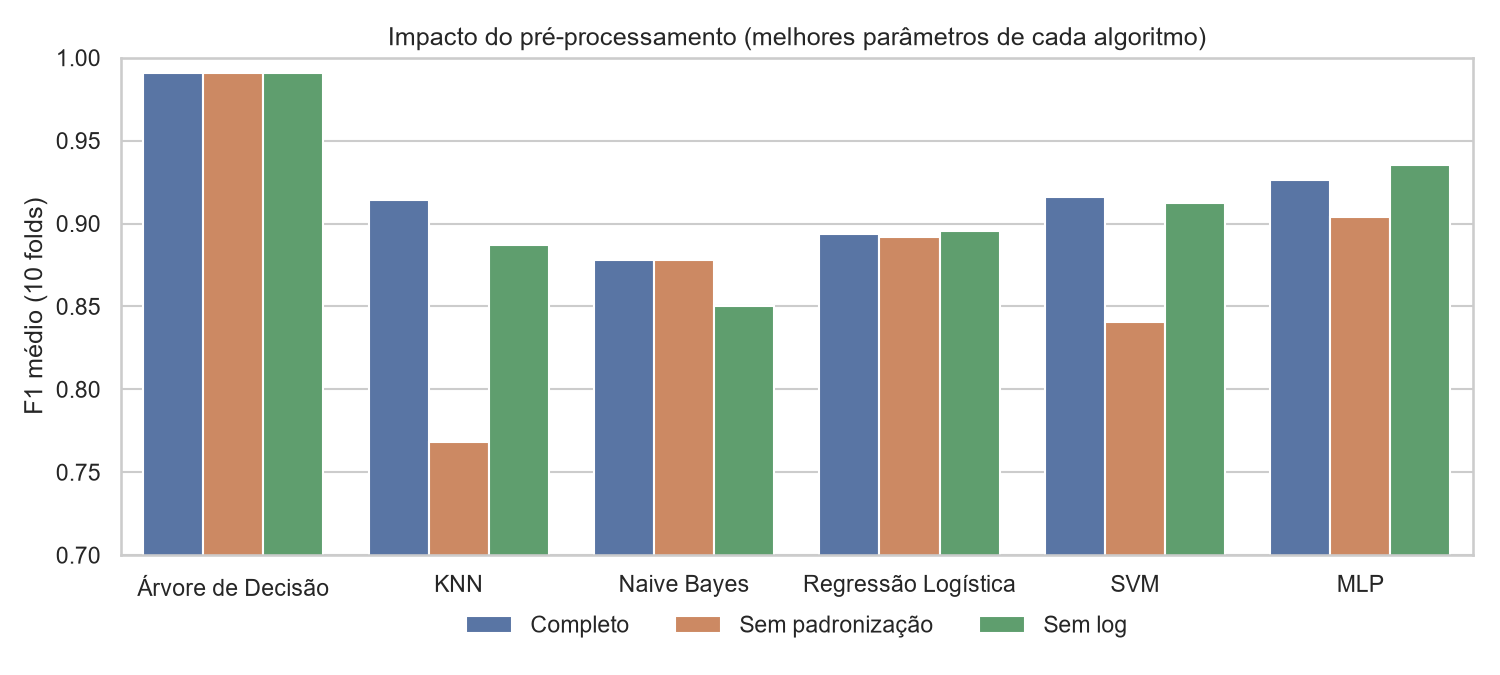 Impacto do pré-processamento (melhores parâmetros de cada algoritmo)
F1 médio (10 folds)
1.00
0.95
0.90
0.85
0.80
0.75
0.70
Árvore de Decisão KNN Naive Bayes Regressão Logística SVM MLP
Completo Sem padronização Sem log